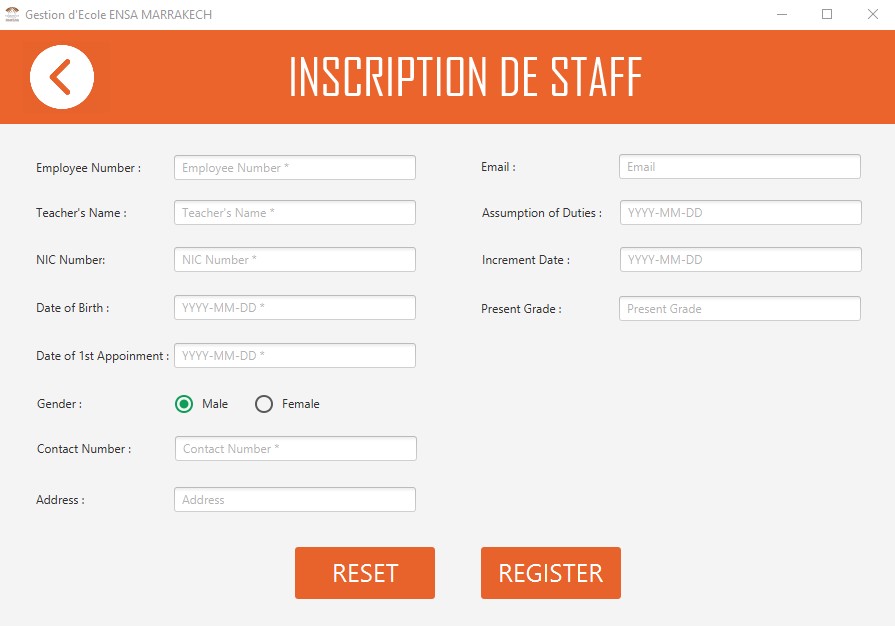 Gestion d'Ecole ENSA MARRAKECH
INSCRIPTION DE STAFF
Employee Number :
Employee Number *
Teacher's Name :
Teacher's Name *
NIC Number:
NIC Number *
Date of Birth :
YYYY-MM-DD *
Date of 1st Appoinment :
YYYY-MM-DD *
Gender :
Male
Female
Contact Number :
Contact Number *
Address :
Address
Email :
Email
Assumption of Duties :
YYYY-MM-DD
Increment Date :
YYYY-MM-DD
Present Grade :
Present Grade
RESET
REGISTER